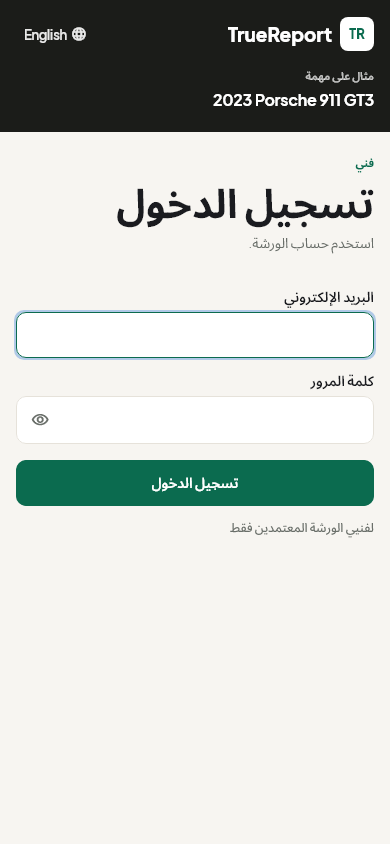 TR
TrueReport
English
مثال على مهمة
2023 Porsche 911 GT3
فني
تسجيل الدخول
استخدم حساب الورشة.
البريد الإلكتروني
كلمة المرور
تسجيل الدخول
لفنيي الورشة المعتمدين فقط